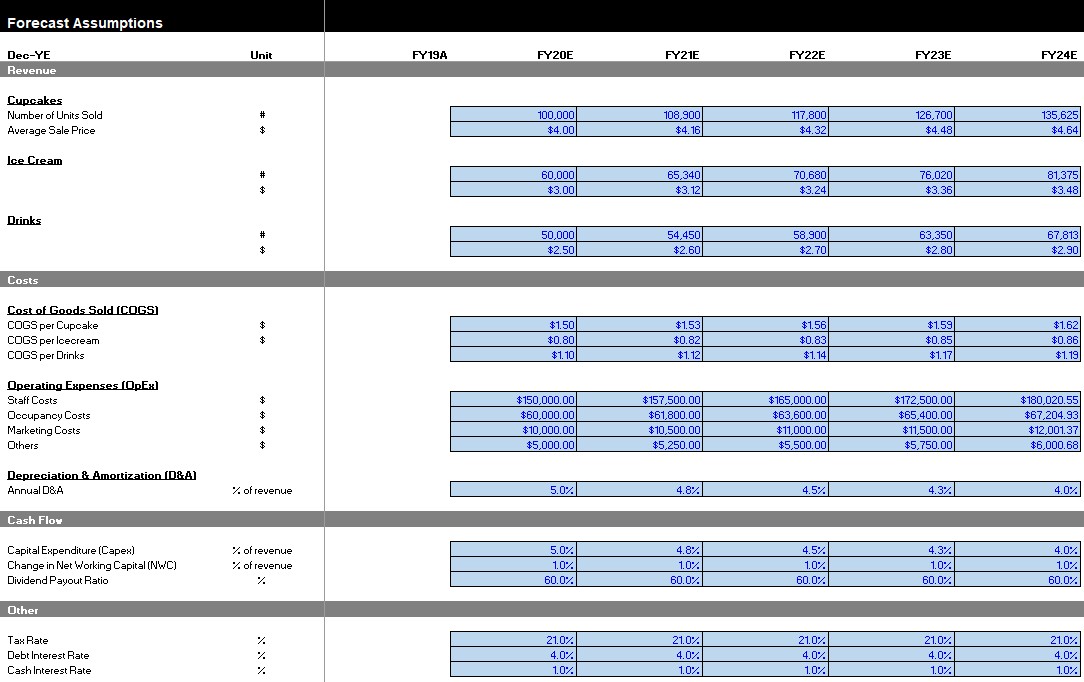 Forecast Assumptions
Dec-YE Unit FY19A FY20E FY21E FY22E FY23E FY24E
Revenue
Cupcakes
Number of Units Sold # 100,000 108,900 117,800 126,700 135,625
Average Sale Price $ $4.00 $4.16 $4.32 $4.48 $4.64
Ice Cream
# 60,000 65,340 70,680 76,020 81,375
$ $3.00 $3.12 $3.24 $3.36 $3.48
Drinks
# 50,000 54,450 58,900 63,350 67,813
$ $2.50 $2.60 $2.70 $2.80 $2.90
Costs
Cost of Goods Sold (COGS)
COGS per Cupcake $ $1.50 $1.53 $1.56 $1.59 $1.62
COGS per Icecream $ $0.80 $0.82 $0.83 $0.85 $0.86
COGS per Drinks $1.10 $1.12 $1.14 $1.17 $1.19
Operating Expenses (OpEx)
Staff Costs $ $150,000.00 $157,500.00 $165,000.00 $172,500.00 $180,020.55
Occupancy Costs $ $60,000.00 $61,800.00 $63,600.00 $65,400.00 $67,204.93
Marketing Costs $ $10,000.00 $10,500.00 $11,000.00 $11,500.00 $12,001.37
Others $ $5,000.00 $5,250.00 $5,500.00 $5,750.00 $6,000.68
Depreciation & Amortization (D&A)
Annual D&A % of revenue 5.0% 4.8% 4.5% 4.3% 4.0%
Cash Flow
Capital Expenditure (Capex) % of revenue 5.0% 4.8% 4.5% 4.3% 4.0%
Change in Net Working Capital (NWC) % of revenue 1.0% 1.0% 1.0% 1.0% 1.0%
Dividend Payout Ratio % 60.0% 60.0% 60.0% 60.0% 60.0%
Other
Tax Rate % 21.0% 21.0% 21.0% 21.0% 21.0%
Debt Interest Rate % 4.0% 4.0% 4.0% 4.0% 4.0%
Cash Interest Rate % 1.0% 1.0% 1.0% 1.0% 1.0%